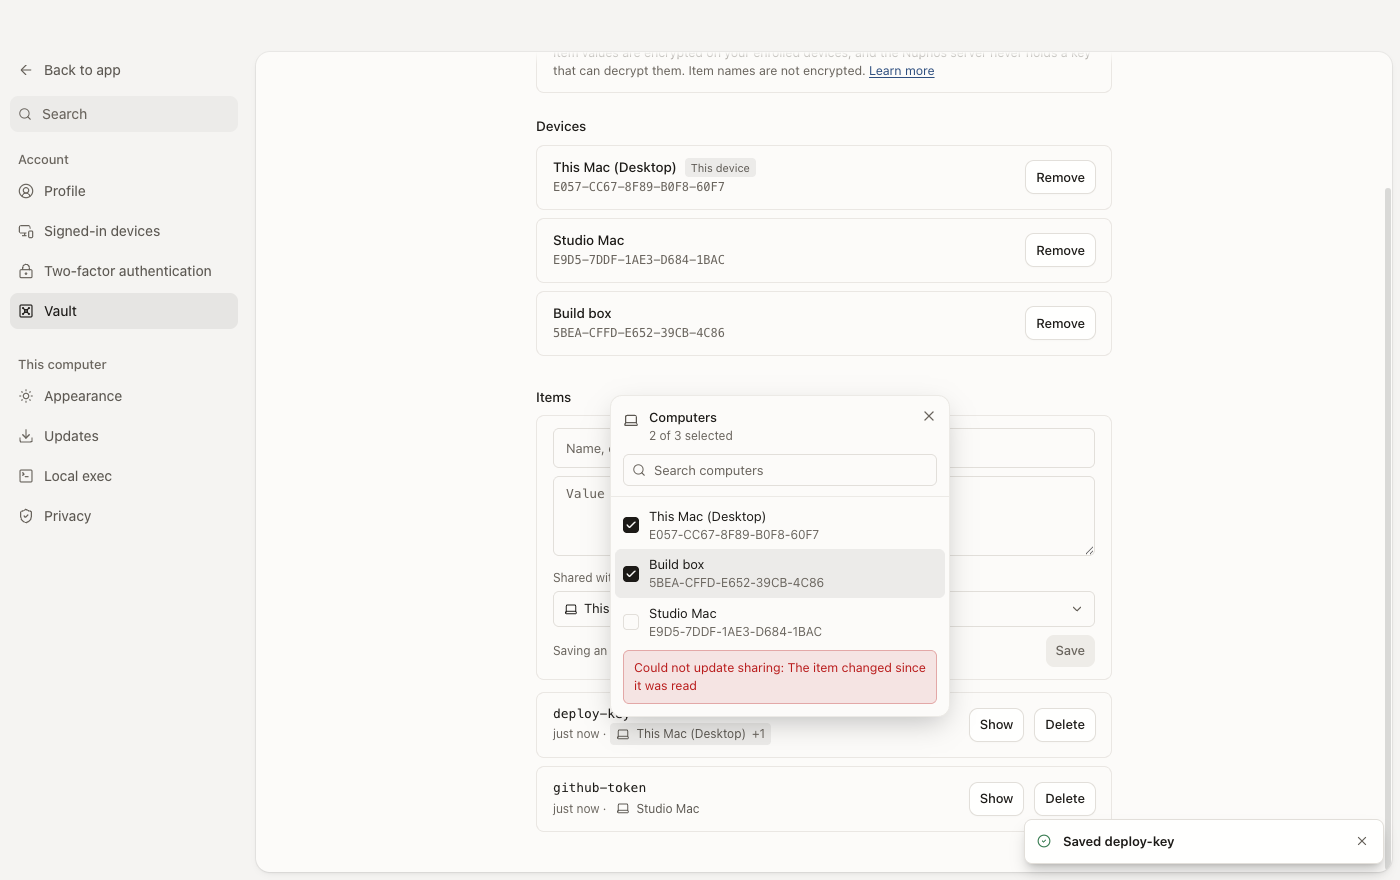 Back to app
Search
Account
Profile
Signed-in devices
Two-factor authentication
Vault
This computer
Appearance
Updates
Local exec
Privacy
that can decrypt them. Item names are not encrypted. Learn more
Devices
This Mac (Desktop) This device
E057-CC67-8F89-B0F8-60F7
Remove
Studio Mac
E9D5-7DDF-1AE3-D684-1BAC
Remove
Build box
5BEA-CFFD-E652-39CB-4C86
Remove
Items
Name,
Value
Shared
This
Saving an
Save
Computers
2 of 3 selected
Search computers
This Mac (Desktop)
E057-CC67-8F89-B0F8-60F7
Build box
5BEA-CFFD-E652-39CB-4C86
Studio Mac
E9D5-7DDF-1AE3-D684-1BAC
Could not update sharing: The item changed since
it was read
deploy-key
just now · This Mac (Desktop) +1
Show
Delete
github-token
just now · Studio Mac
Show
Delete
Saved deploy-key